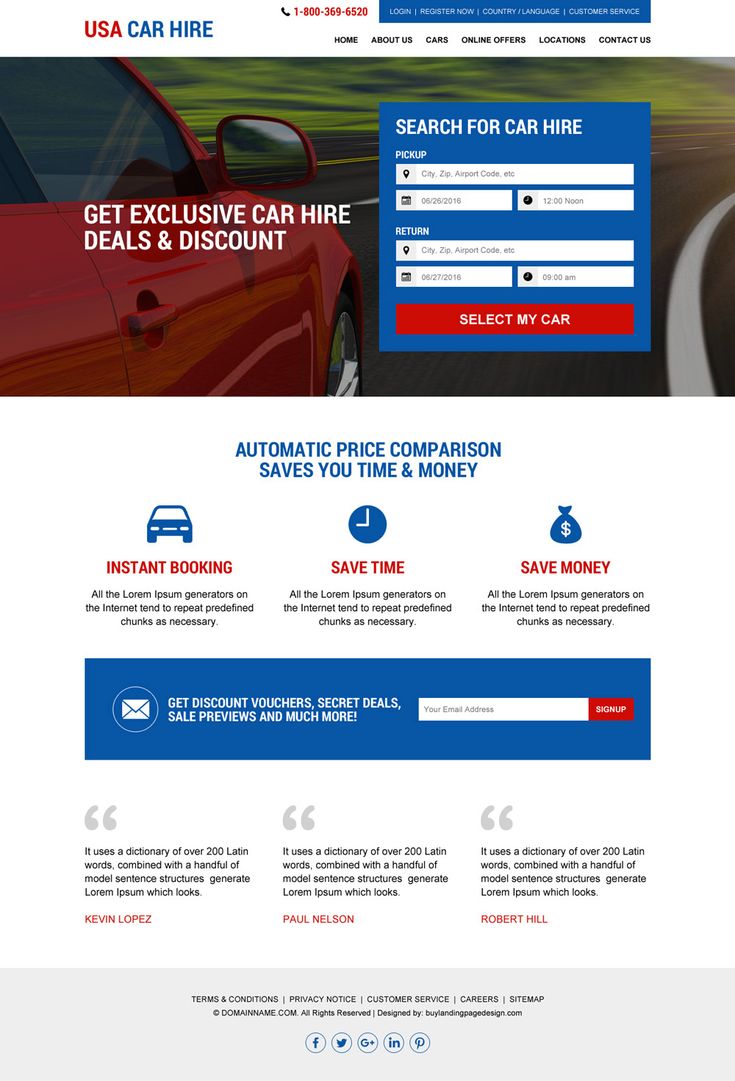 1-800-369-6520
LOGIN | REGISTER NOW | COUNTRY / LANGUAGE | CUSTOMER SERVICE
USA CAR HIRE
HOME ABOUT US CARS ONLINE OFFERS LOCATIONS CONTACT US
GET EXCLUSIVE CAR HIRE
DEALS & DISCOUNT
SEARCH FOR CAR HIRE
PICKUP
City, Zip, Airport Code, etc
06/26/2016 12:00 Noon
RETURN
City, Zip, Airport Code, etc
06/27/2016 09:00 am
SELECT MY CAR
AUTOMATIC PRICE COMPARISON
SAVES YOU TIME & MONEY
$
INSTANT BOOKING
All the Lorem Ipsum generators on
the Internet tend to repeat predefined
chunks as necessary.
SAVE TIME
All the Lorem Ipsum generators on
the Internet tend to repeat predefined
chunks as necessary.
SAVE MONEY
All the Lorem Ipsum generators on
the Internet tend to repeat predefined
chunks as necessary.
GET DISCOUNT VOUCHERS, SECRET DEALS,
SALE PREVIEWS AND MUCH MORE!
Your Email Address SIGNUP
It uses a dictionary of over 200 Latin
words, combined with a handful of
model sentence structures generate
Lorem Ipsum which looks.
KEVIN LOPEZ
It uses a dictionary of over 200 Latin
words, combined with a handful of
model sentence structures generate
Lorem Ipsum which looks.
PAUL NELSON
It uses a dictionary of over 200 Latin
words, combined with a handful of
model sentence structures generate
Lorem Ipsum which looks.
ROBERT HILL
TERMS & CONDITIONS | PRIVACY NOTICE | CUSTOMER SERVICE | CAREERS | SITEMAP
© DOMAINNAME.COM. All Rights Reserved | Designed by: buylandingpagedesign.com
f G+ in